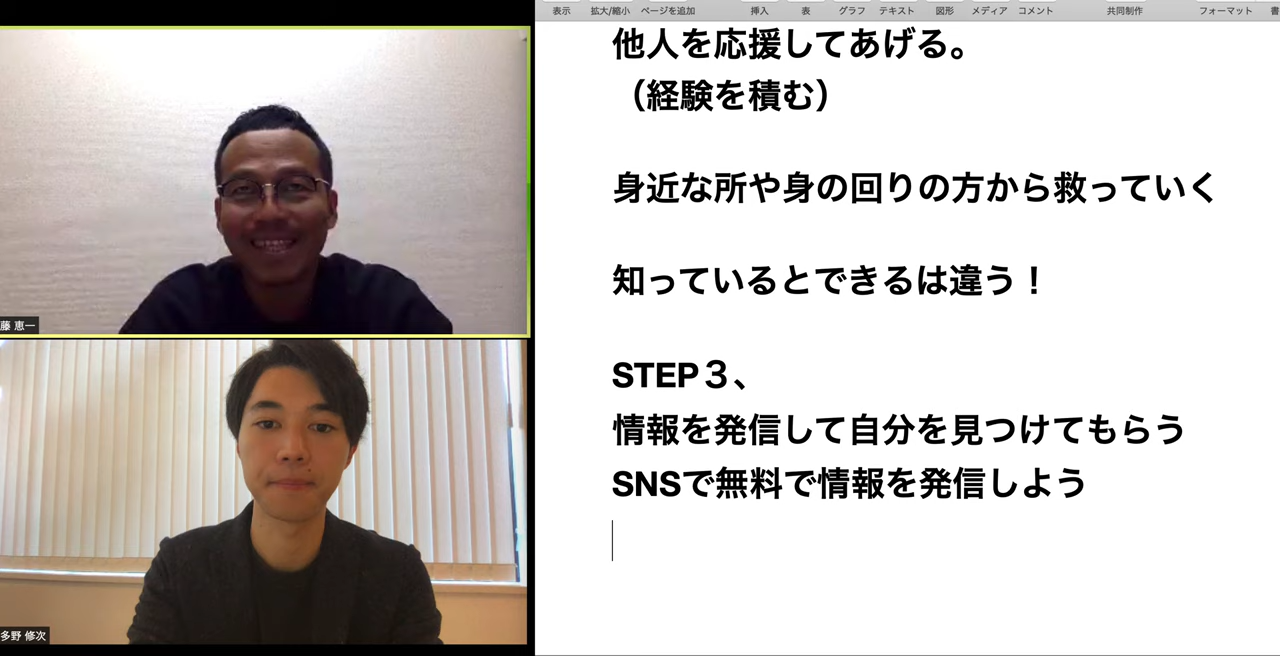 表示
拡大/縮小
ページを追加
挿入
表
グラフ
テキスト
図形
メディア
コメント
共同制作
フォーマット
書
他人を応援してあげる。
（経験を積む）
身近な所や身の回りの方から救っていく
知っているとできるは違う！
STEP３、
情報を発信して自分を見つけてもらう
SNSで無料で情報を発信しよう
藤 恵一
多野 修次